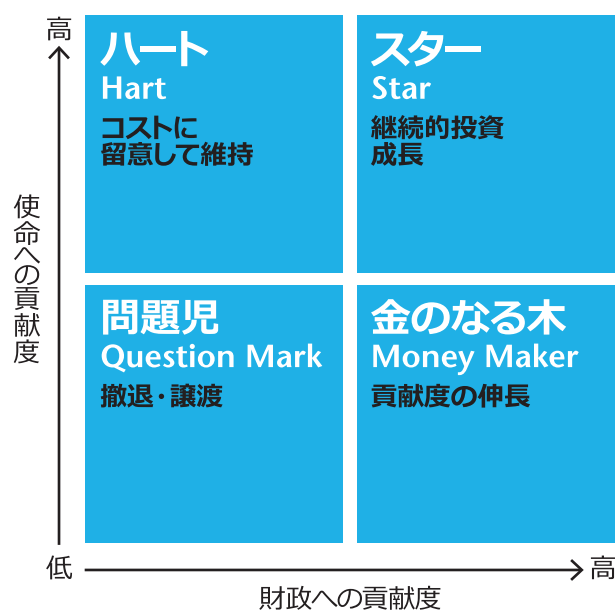 高
ハート
Hart
コストに
留意して維持
スター
Star
継続的投資
成長
使命への貢献度
問題児
Question Mark
撤退・譲渡
金のなる木
Money Maker
貢献度の伸長
低
高
財政への貢献度